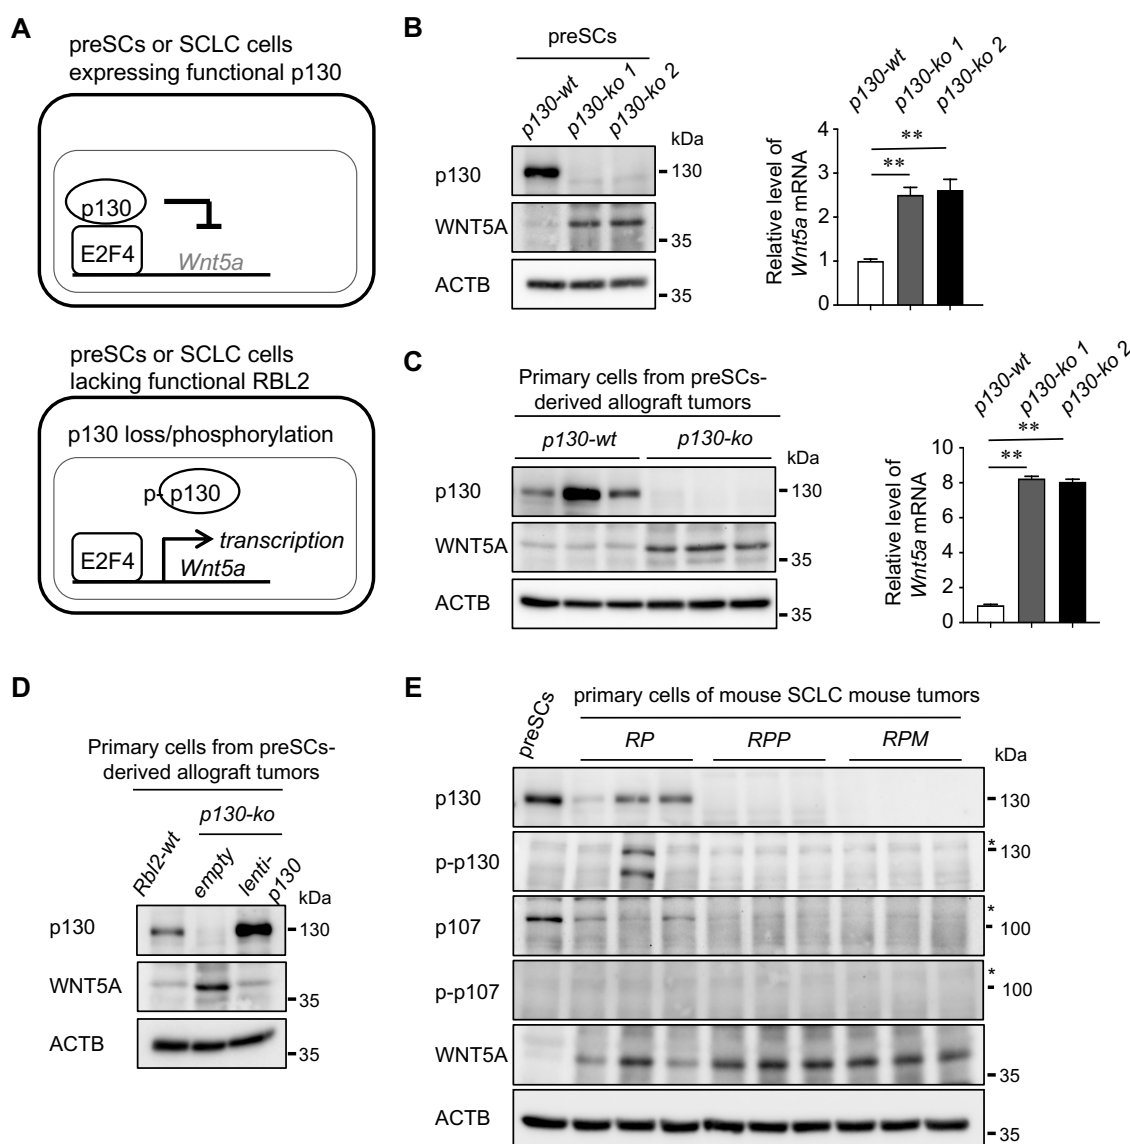 A
preSCs or SCLC cells
expressing functional p130
p130
E2F4
Wnt5a
preSCs or SCLC cells
lacking functional RBL2
p130 loss/phosphorylation
p- p130
E2F4
transcription
Wnt5a
B
preSCs
p130-wt
p130-ko 1
p130-ko 2
kDa
p130
130
WNT5A
35
ACTB
35
p130-wt
p130-ko 1
p130-ko 2
Relative level of
Wnt5a mRNA
4
3
2
1
0
**
**
C
Primary cells from preSCs-
derived allograft tumors
p130-wt p130-ko
kDa
p130
130
WNT5A
35
ACTB
35
p130-wt
p130-ko 1
p130-ko 2
Relative level of
Wnt5a mRNA
10
8
6
4
2
0
**
**
D
Primary cells from preSCs-
derived allograft tumors
p130-ko
Rbl2-wt
empty
lenti-
p130
kDa
p130
130
WNT5A
35
ACTB
35
E
preSCs
primary cells of mouse SCLC mouse tumors
RP RPP RPM
kDa
p130
130
p-p130
*
130
p107
*
100
p-p107
*
100
WNT5A
35
ACTB
35